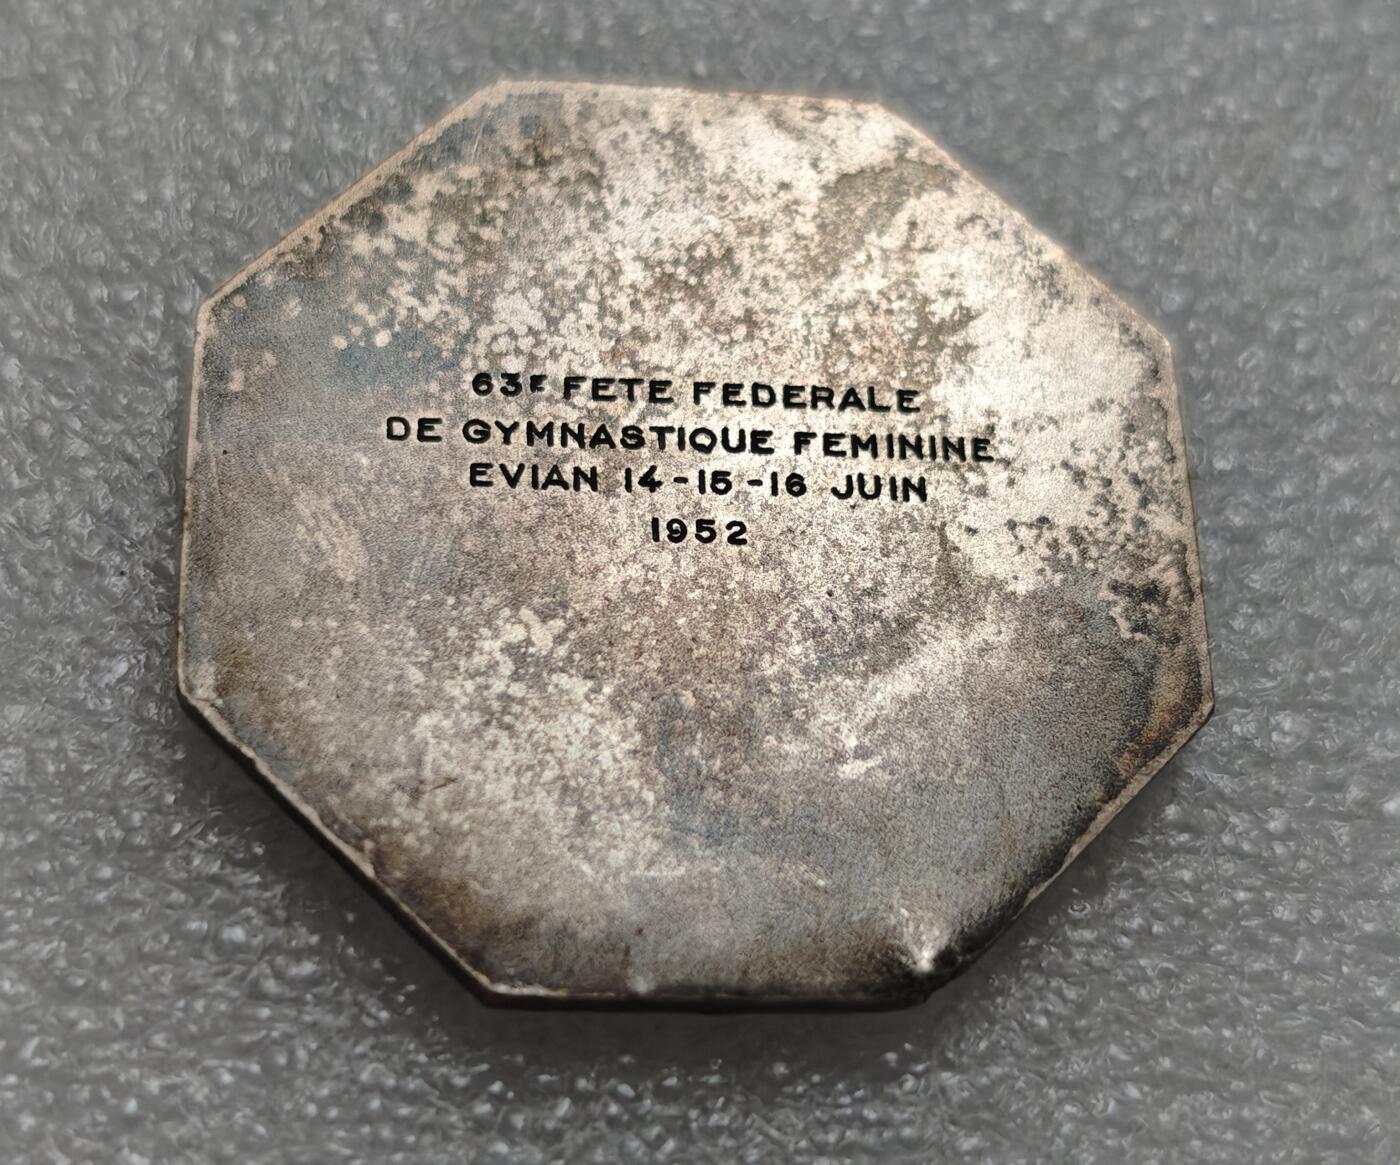 63E FETE FEDERALE
DE GYMNASTIQUE FEMININE
EVIAN 14-15-16 JUIN
1952